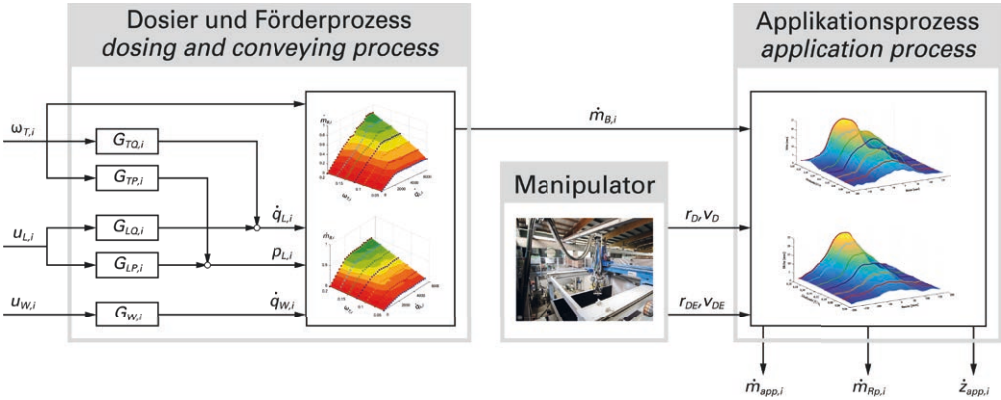 Dosier und Förderprozess
dosing and conveying process
Applikationsprozess
application process
ω_{T,i}
G_{TQ,i}
G_{TP,i}
u_{L,i}
G_{LQ,i}
G_{LP,i}
u_{W,i}
G_{W,i}
q̇_{L,i}
p_{L,i}
q̇_{W,i}
ṁ_{B,i}
Manipulator
r_D, v_D
r_{DE}, v_{DE}
ṁ_{app,i}
ṁ_{Rp,i}
ż_{app,i}